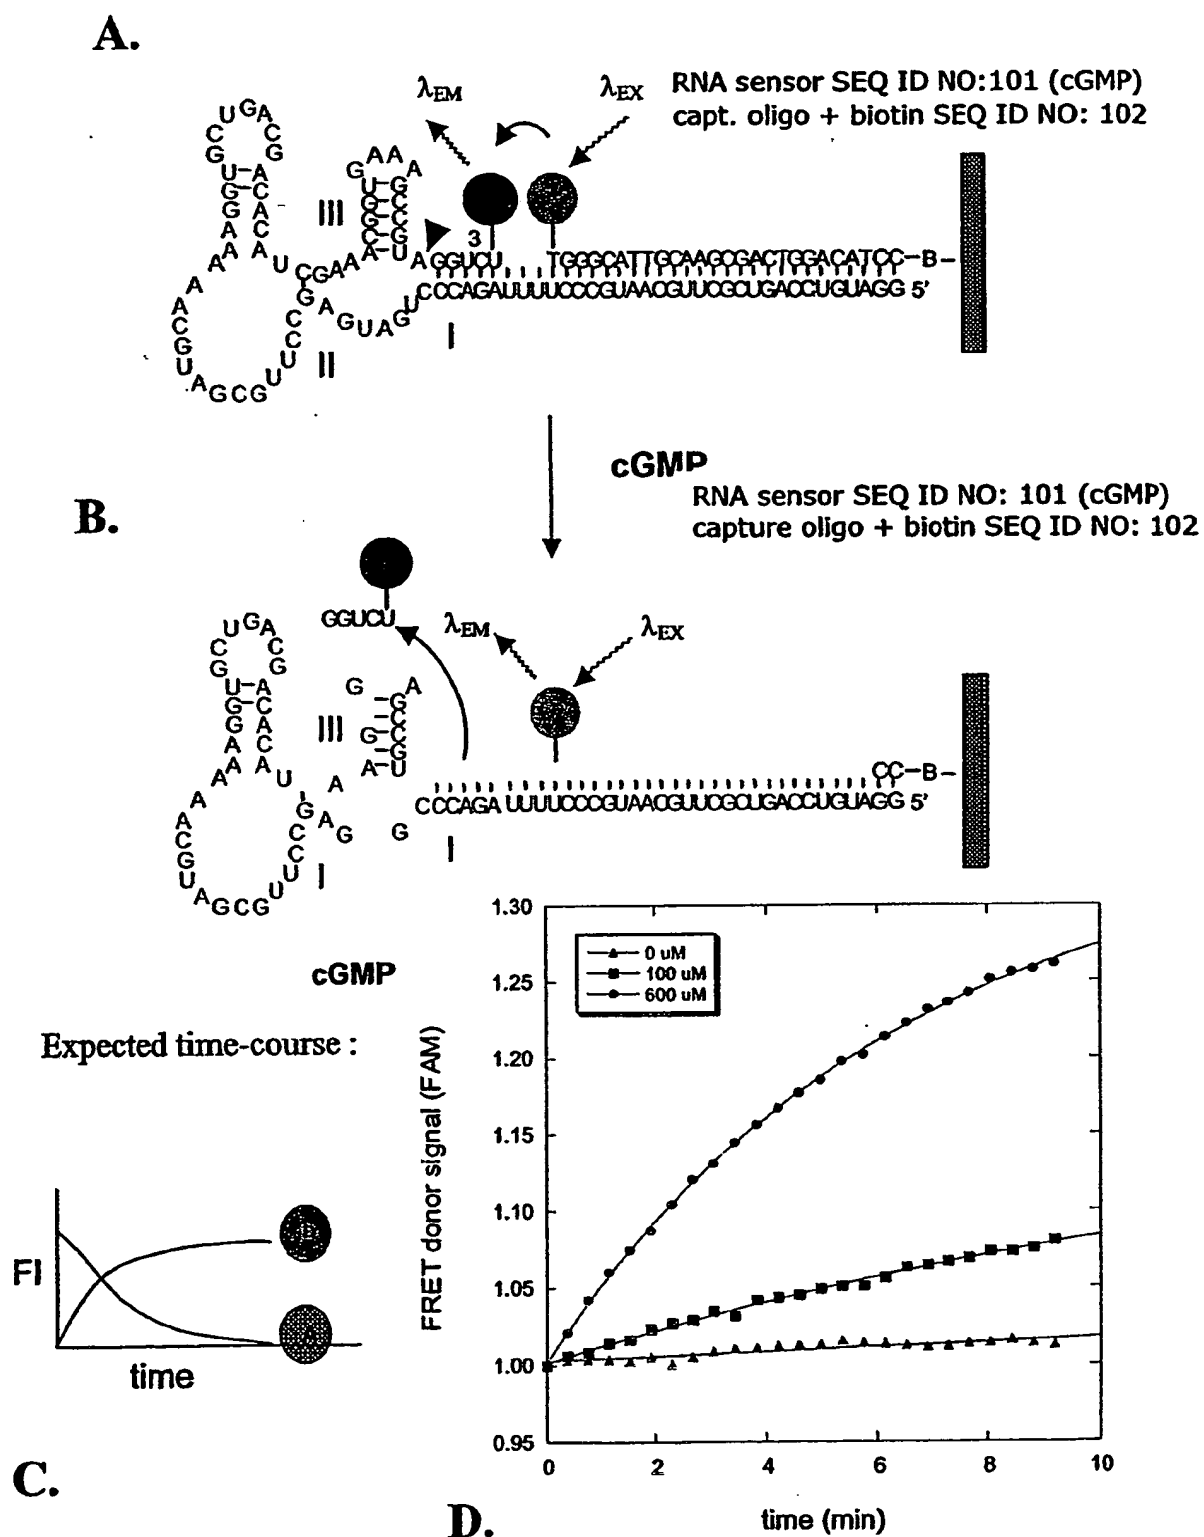 A.
λEM
λEX
RNA sensor SEQ ID NO:101 (cGMP)
capt. oligo + biotin SEQ ID NO: 102
III
3
AGGUCU
TGGGCATTGCAAGCGACTGGACATCC-B-
CCCAGAUUUUCCCGUAACGUUCGCUGACCUGUAGG 5'
I
II
cGMP
RNA sensor SEQ ID NO: 101 (cGMP)
capture oligo + biotin SEQ ID NO: 102
B.
GGUCU
λEM
λEX
III
CC-B-
CCCAGA UUUUCCCGUAACGUUCGCUGACCUGUAGG 5'
I
I
cGMP
Expected time-course :
FI
time
D
A
C.
FRET donor signal (FAM)
1.30
1.25
1.20
1.15
1.10
1.05
1.00
0.95
0 uM
100 uM
600 uM
0
2
4
6
8
10
time (min)
D.